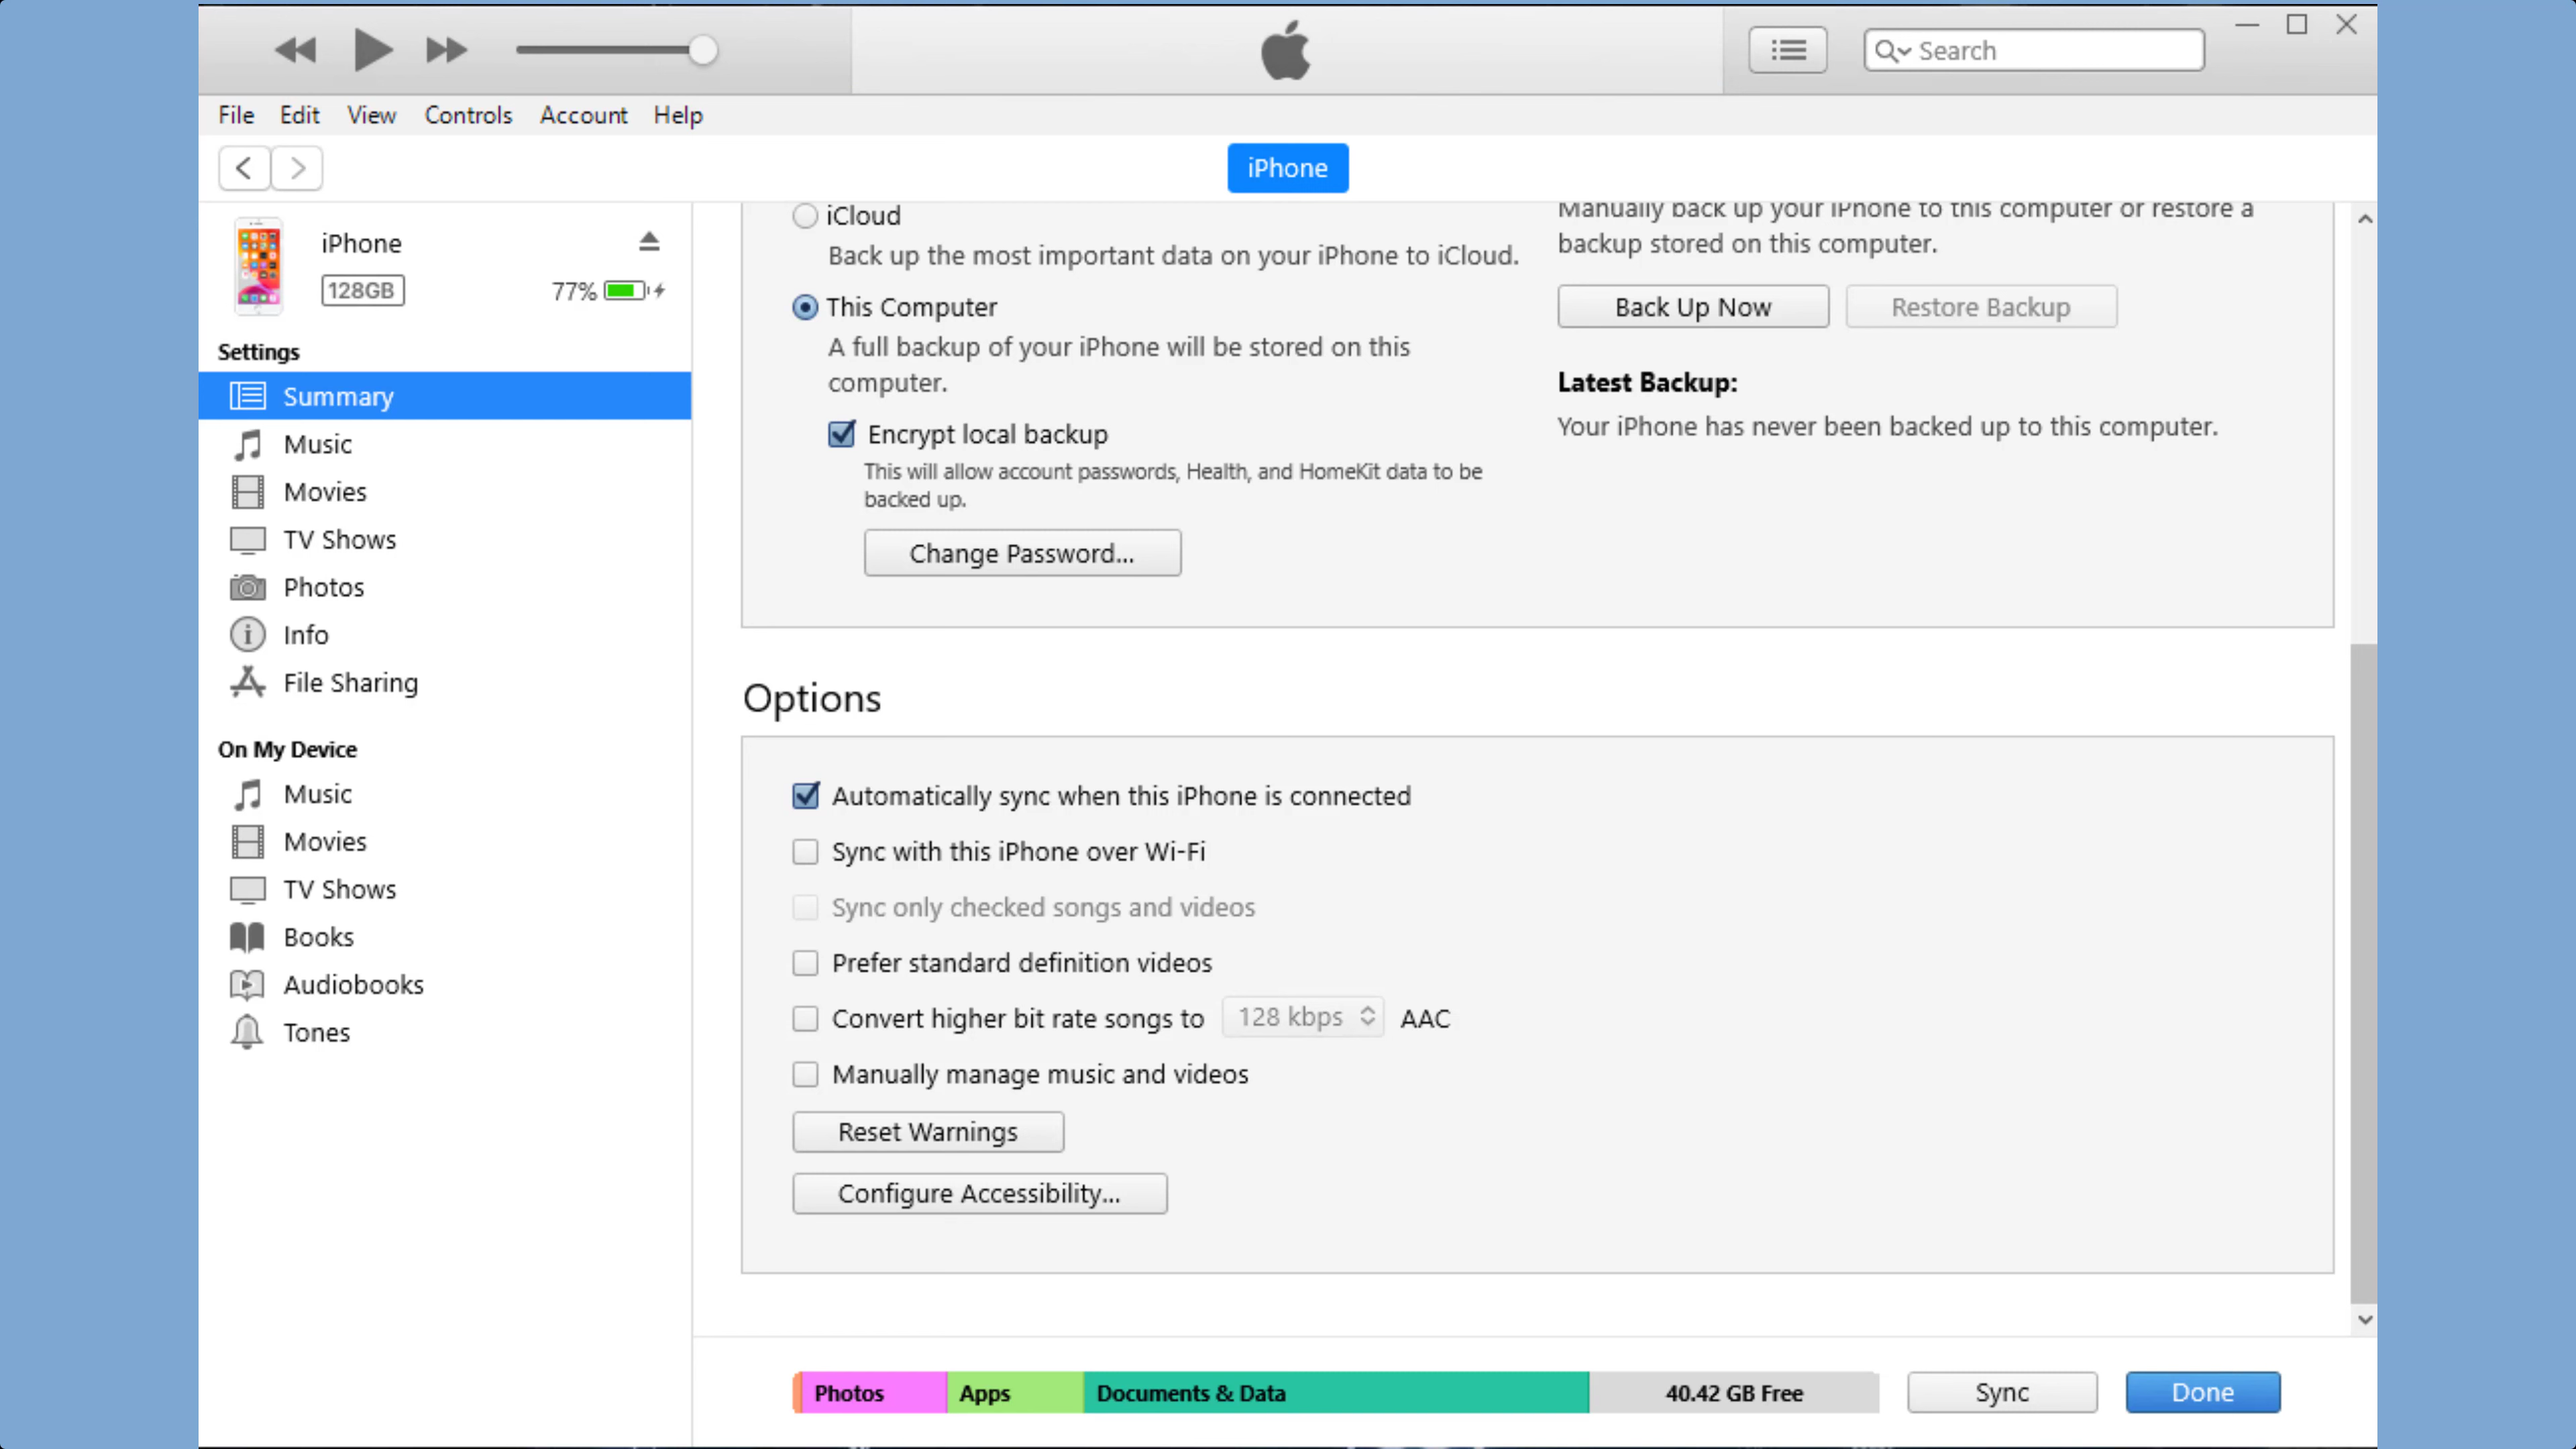 Search
File Edit View Controls Account Help
iPhone
iPhone
128GB
77%
Settings
Summary
Music
Movies
TV Shows
Photos
Info
File Sharing
On My Device
Music
Movies
TV Shows
Books
Audiobooks
Tones
iCloud
Back up the most important data on your iPhone to iCloud.
This Computer
A full backup of your iPhone will be stored on this
computer.
Encrypt local backup
This will allow account passwords, Health, and HomeKit data to be
backed up.
Change Password...
Manually back up your iPhone to this computer or restore a
backup stored on this computer.
Back Up Now Restore Backup
Latest Backup:
Your iPhone has never been backed up to this computer.
Options
Automatically sync when this iPhone is connected
Sync with this iPhone over Wi-Fi
Sync only checked songs and videos
Prefer standard definition videos
Convert higher bit rate songs to 128 kbps AAC
Manually manage music and videos
Reset Warnings
Configure Accessibility...
Photos Apps Documents & Data 40.42 GB Free Sync Done